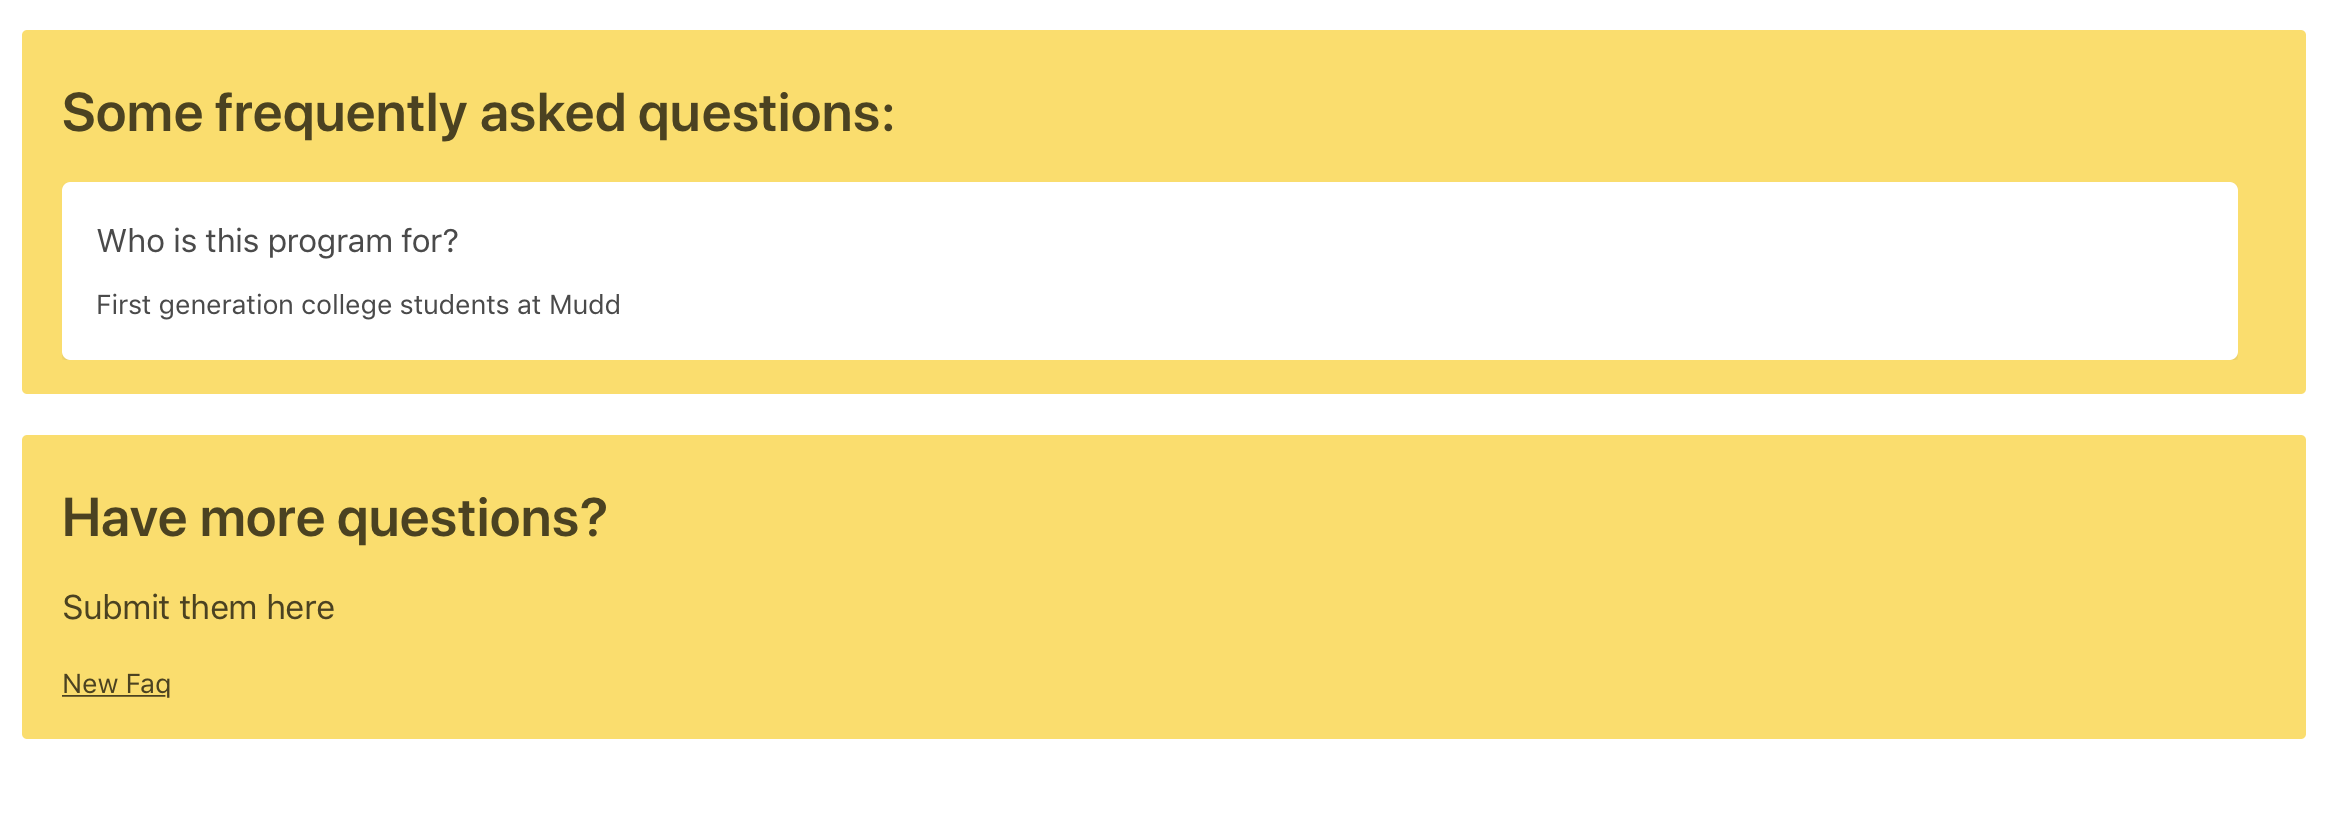 Some frequently asked questions:
Who is this program for?
First generation college students at Mudd
Have more questions?
Submit them here
New Faq